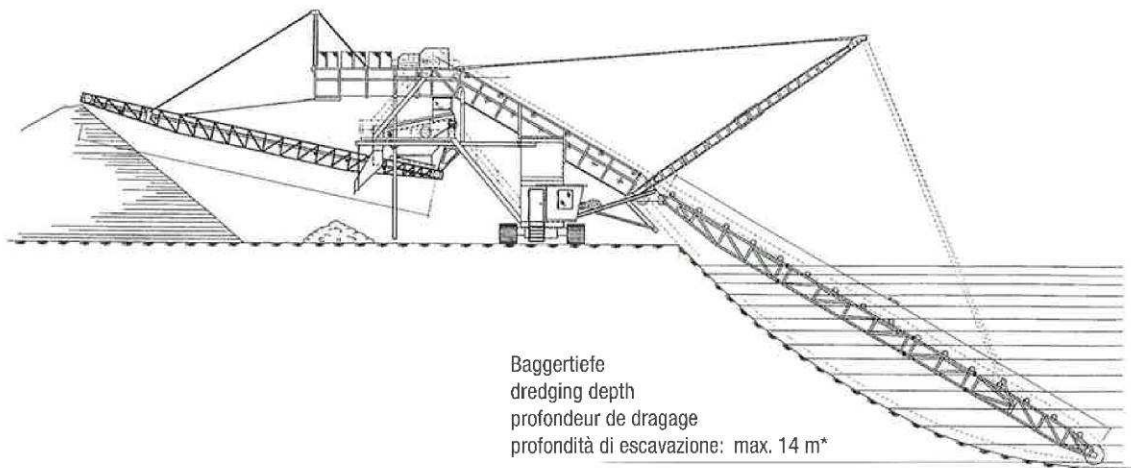 Baggertiefe
dredging depth
profondeur de dragage
profondità di escavazione: max. 14 m*